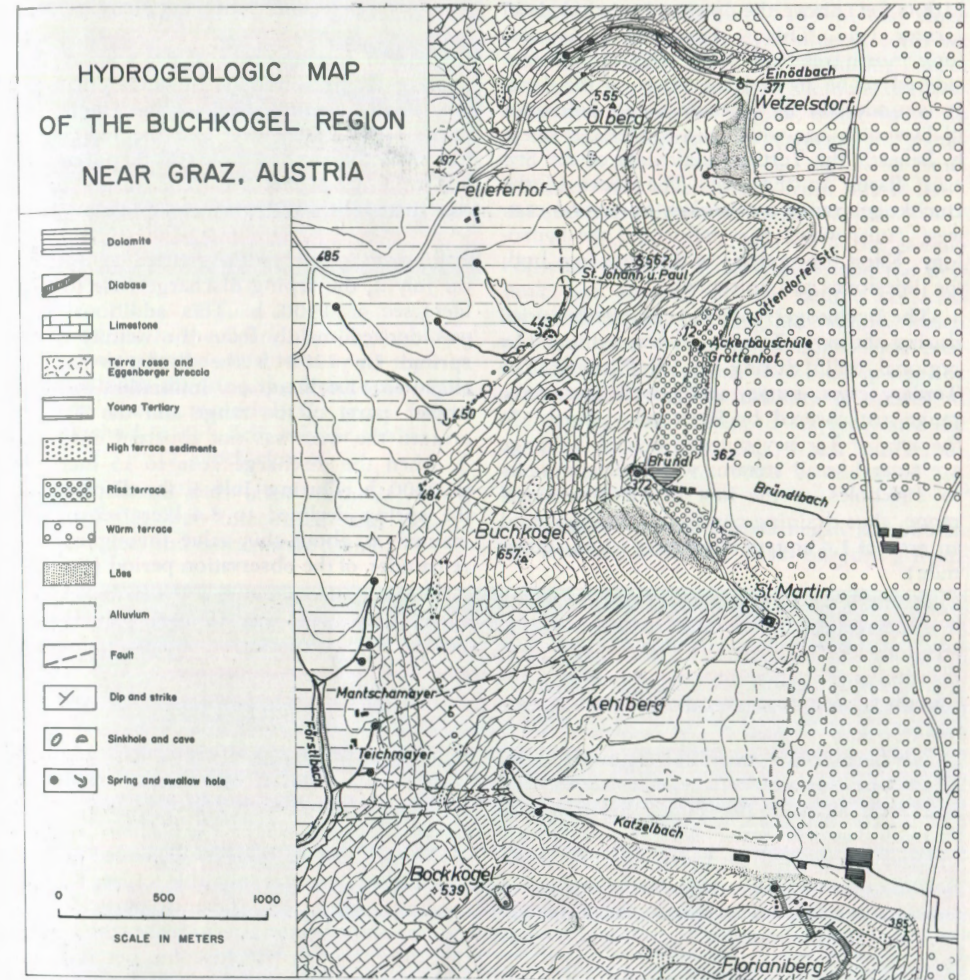 HYDROGEOLOGIC MAP
OF THE BUCHKOGEL REGION
NEAR GRAZ, AUSTRIA
Dolomite
Diabase
Limestone
Terra rossa and
Eggenberger breccia
Young Tertiary
High terrace sediments
Riss terrace
Würm terrace
Löss
Alluvium
Fault
Dip and strike
Sinkhole and cave
Spring and swallow hole
0 500 1000
SCALE IN METERS
Einödbach
371
Wetzelsdorf
555
Ölberg
497
Felieferhof
485
562
St. Johann u. Paul
Krottendorfer Str.
443
Ackerbauschule
Grottenhof
450
362
Bründl
372
Bründlbach
484
Buchkogel
657
St. Martin
Mantschamayer
Kehlberg
Teichmayer
Förstlbach
Katzelbach
Bockkogel
539
385
Florianiberg